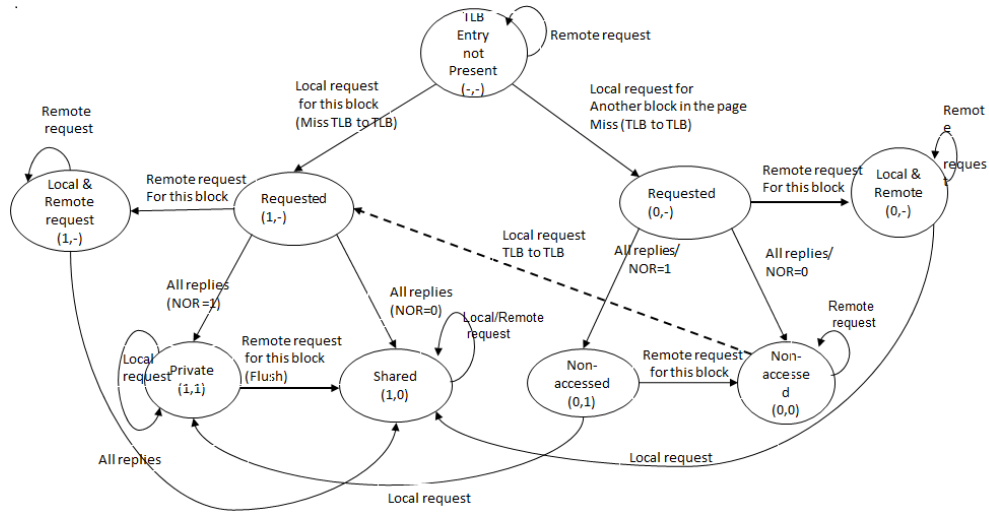 TLB
Entry
not
Present
(-,-)
Remote request
Local request
for this block
(Miss TLB to TLB)
Local request for
Another block in the page
Miss (TLB to TLB)
Remote
request
Local &
Remote
request
(1,-)
Remote request
For this block
Requested
(1,-)
Requested
(0,-)
Remote request
For this block
Local &
Remote
(0,-)
Remot
e
reques
t
Local request
TLB to TLB
All replies/
NOR=1
All replies/
NOR=0
All replies
(NOR=1)
All replies
(NOR=0)
Local/Remote
request
Remote
request
Local
request
Private
(1,1)
Remote request
for this block
(Flush)
Shared
(1,0)
Non-
accessed
(0,1)
Remote request
for this block
Non-
accesse
d
(0,0)
All replies
Local request
Local request